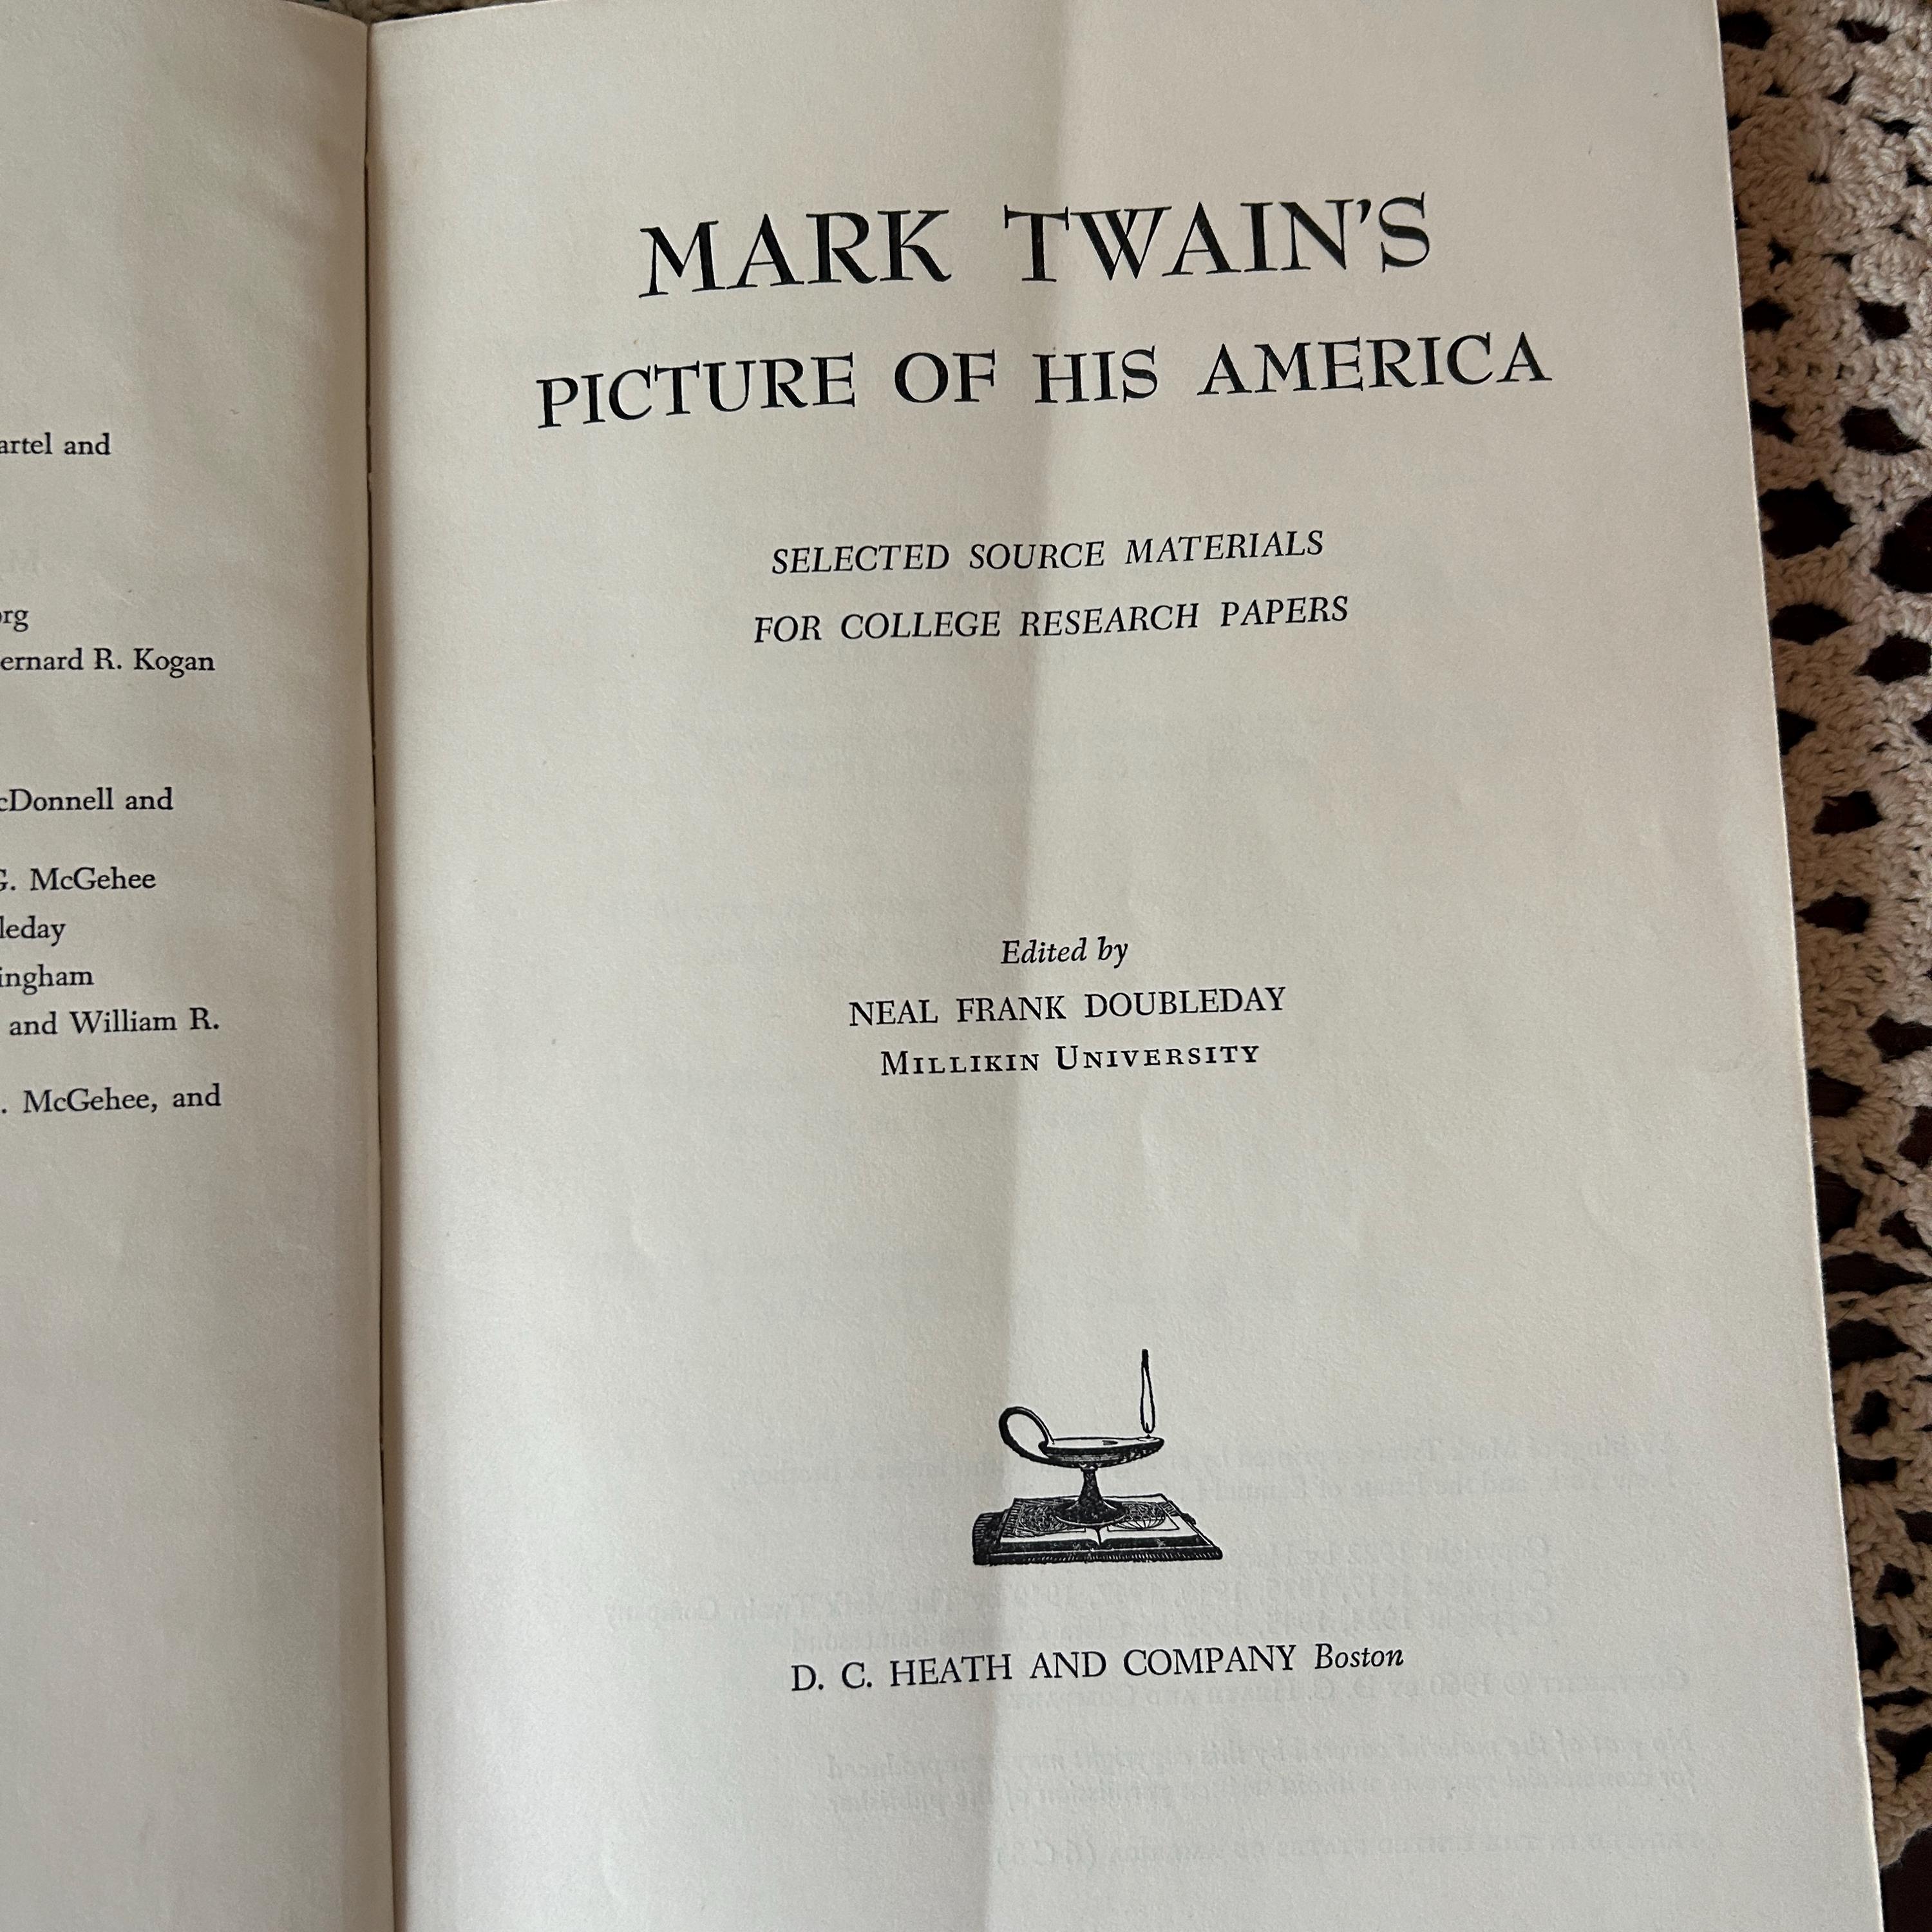 artel and
org
ernard R. Kogan
cDonnell and
G. McGehee
leday
ingham
and William R.
. McGehee, and
MARK TWAIN'S
PICTURE OF HIS AMERICA
SELECTED SOURCE MATERIALS
FOR COLLEGE RESEARCH PAPERS
Edited by
NEAL FRANK DOUBLEDAY
MILLIKIN UNIVERSITY
D. C. HEATH AND COMPANY Boston